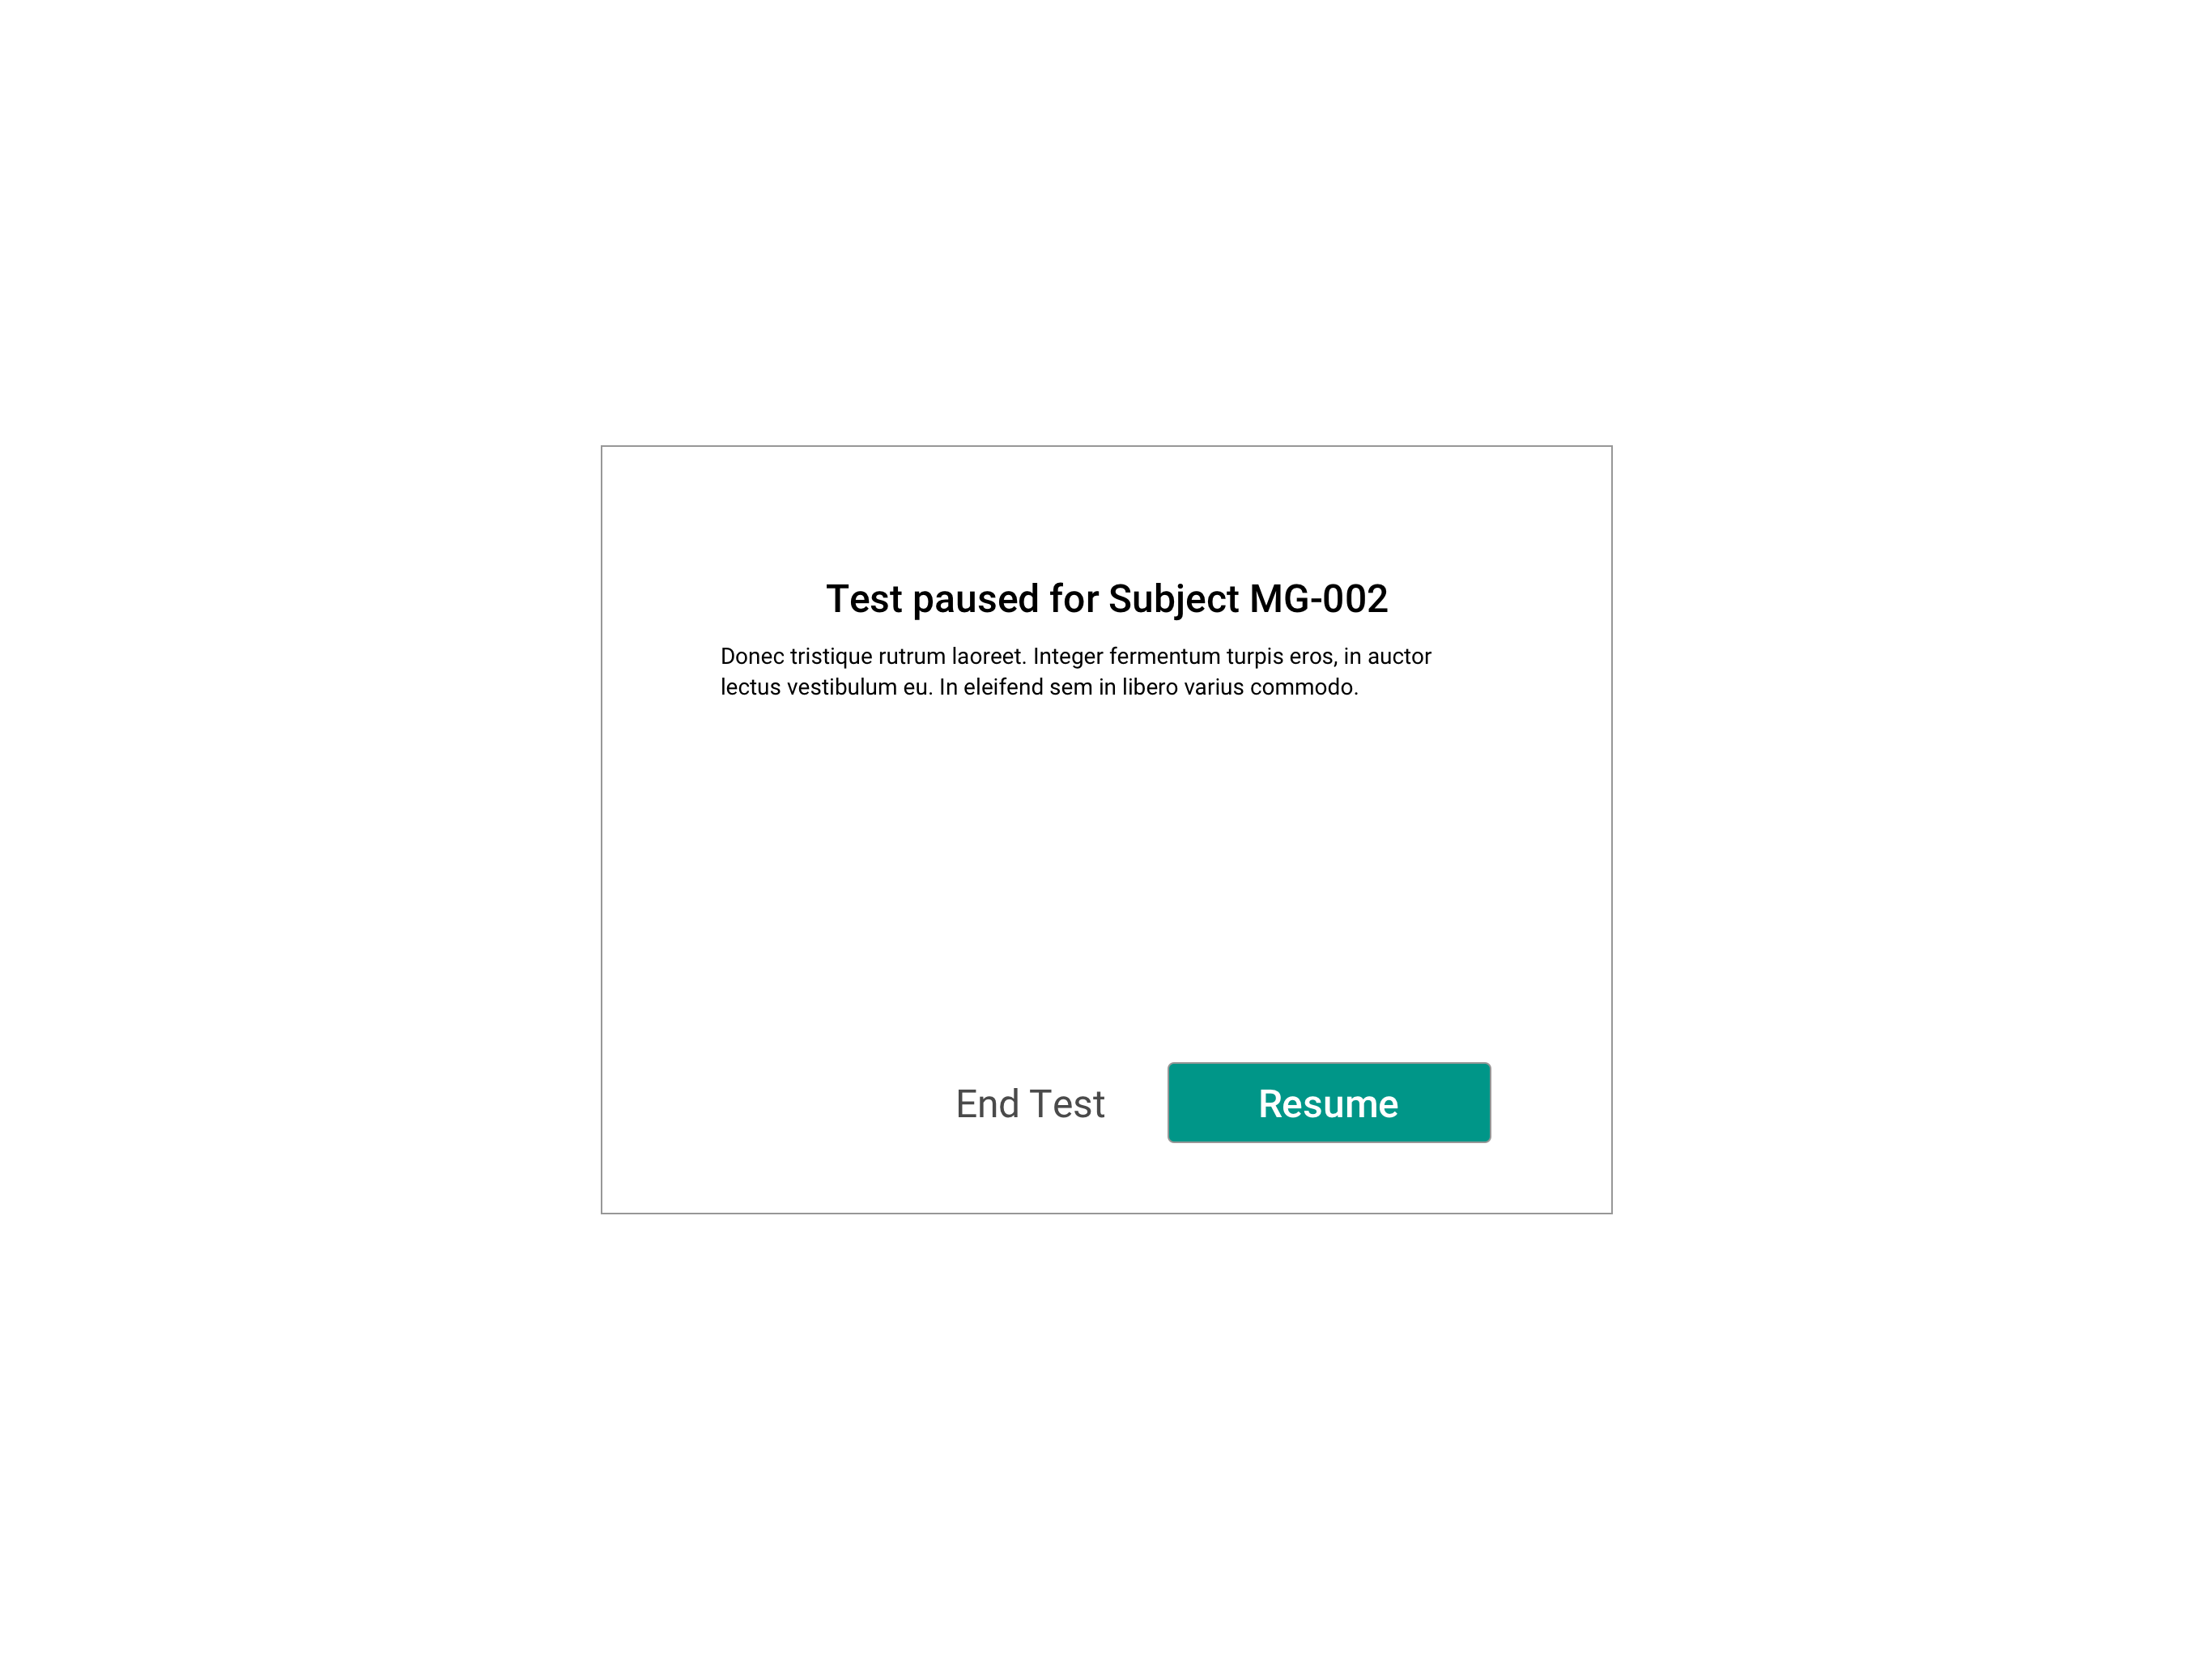 Test paused for Subject MG-002
Donec tristique rutrum laoreet. Integer fermentum turpis eros, in auctor
lectus vestibulum eu. In eleifend sem in libero varius commodo.
End Test
Resume